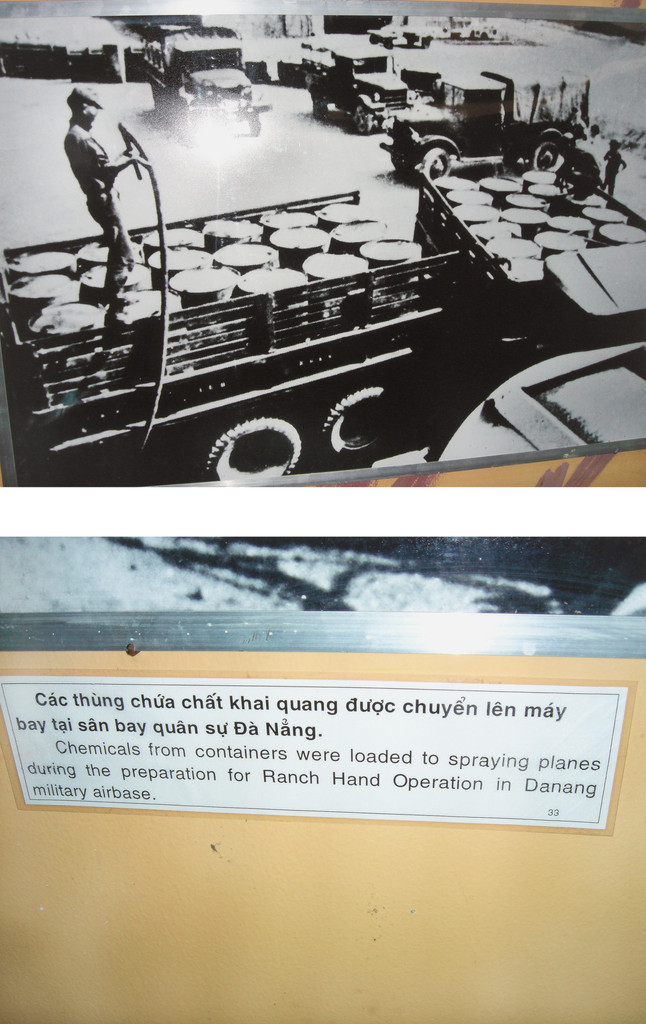 Các thùng chứa chất khai quang được chuyển lên máy
bay tại sân bay quân sự Đà Nẳng.
Chemicals from containers were loaded to spraying planes
during the preparation for Ranch Hand Operation in Danang
military airbase.
33